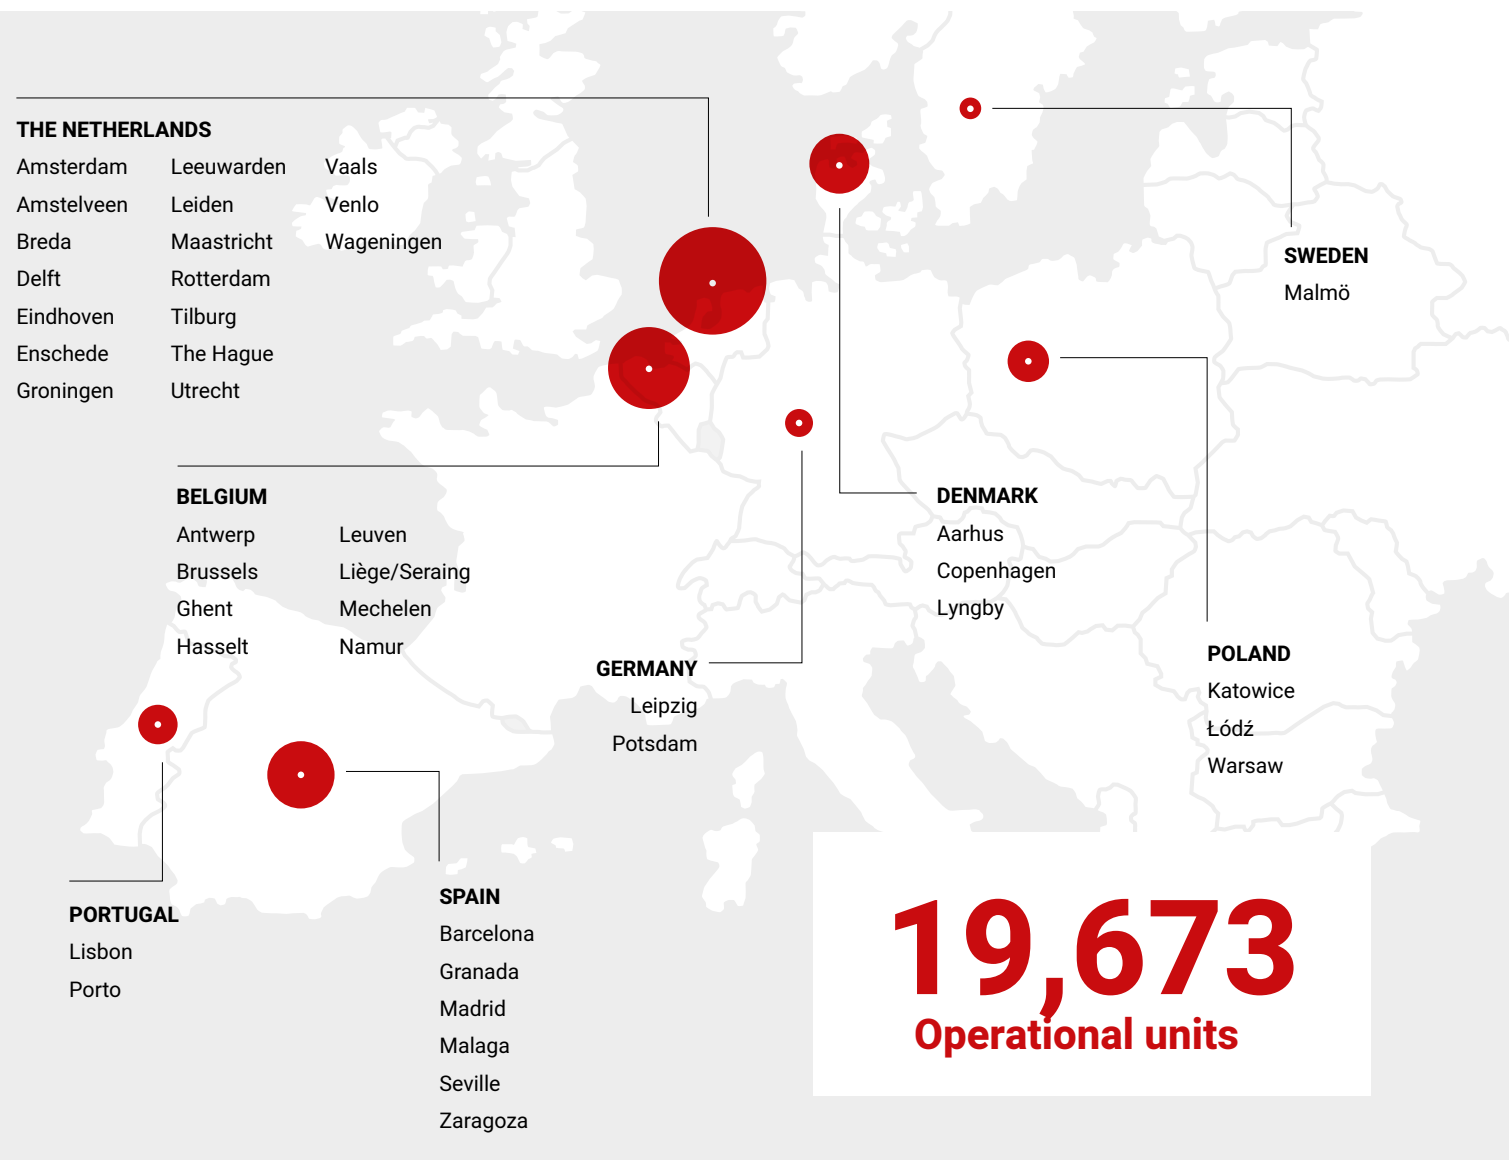 THE NETHERLANDS
Amsterdam Leeuwarden Vaals
Amstelveen Leiden Venlo
Breda Maastricht Wageningen
Delft Rotterdam
Eindhoven Tilburg
Enschede The Hague
Groningen Utrecht
SWEDEN
Malmö
BELGIUM
Antwerp Leuven
Brussels Liège/Seraing
Ghent Mechelen
Hasselt Namur
DENMARK
Aarhus
Copenhagen
Lyngby
GERMANY
Leipzig
Potsdam
POLAND
Katowice
Łódź
Warsaw
PORTUGAL
Lisbon
Porto
SPAIN
Barcelona
Granada
Madrid
Malaga
Seville
Zaragoza
19,673
Operational units